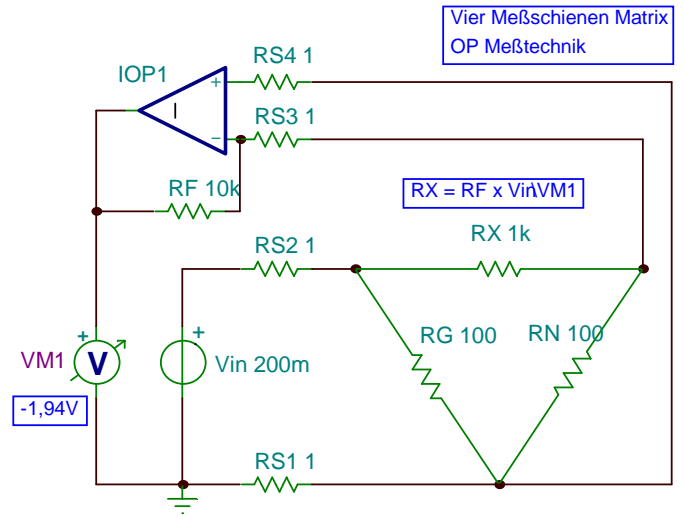 Vier Meßschienen Matrix
OP Meßtechnik
RS4 1
IOP1
+
I
RS3 1
−
RF 10k
RX = RF x Vin\VM1
RX 1k
RS2 1
+
+
RG 100
RN 100
VM1
V
Vin 200m
-1,94V
RS1 1